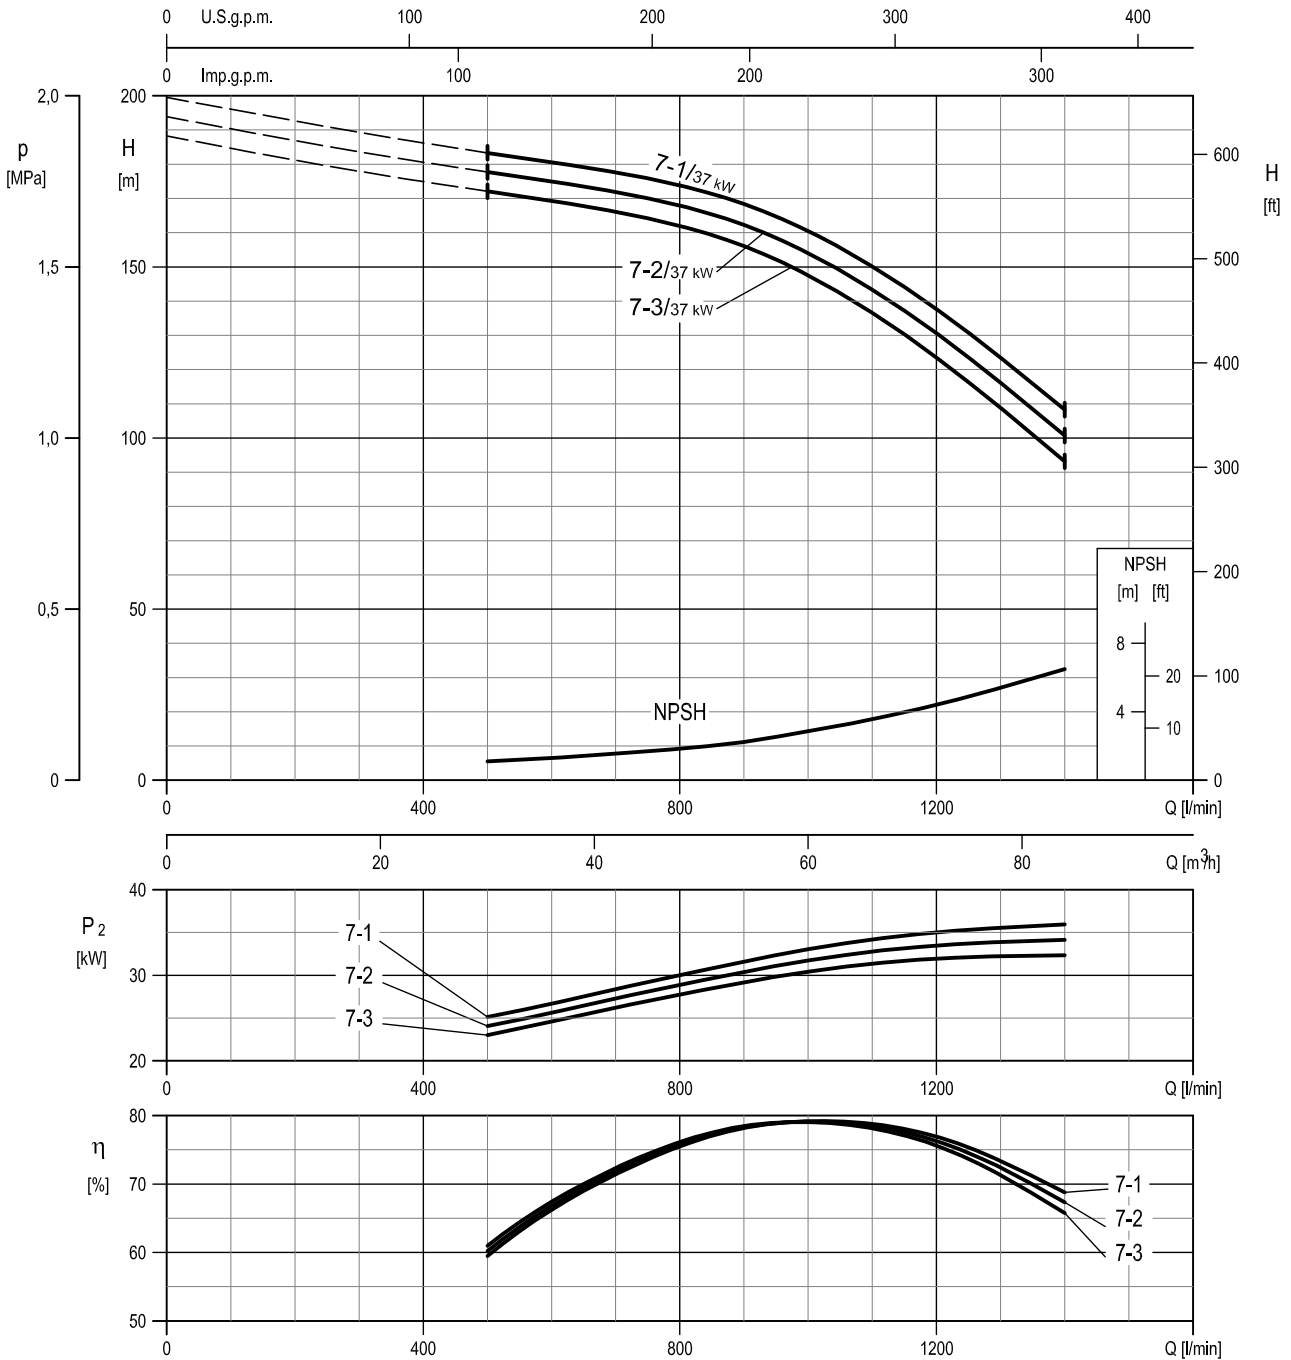 0 U.S.g.p.m. 100 200 300 400
0 Imp.g.p.m. 100 200 300
p
[MPa]
2,0
1,5
1,0
0,5
0
H
[m]
200
150
100
50
0
H
[ft]
600
500
400
300
200
100
0
7-1/37 kW
7-2/37 kW
7-3/37 kW
NPSH
NPSH
[m] [ft]
8
4
20
10
0 400 800 1200 Q [l/min]
0 20 40 60 80 Q [m³/h]
P2
[kW]
40
30
20
7-1
7-2
7-3
0 400 800 1200 Q [l/min]
η
[%]
80
70
60
50
7-1
7-2
7-3
0 400 800 1200 Q [l/min]